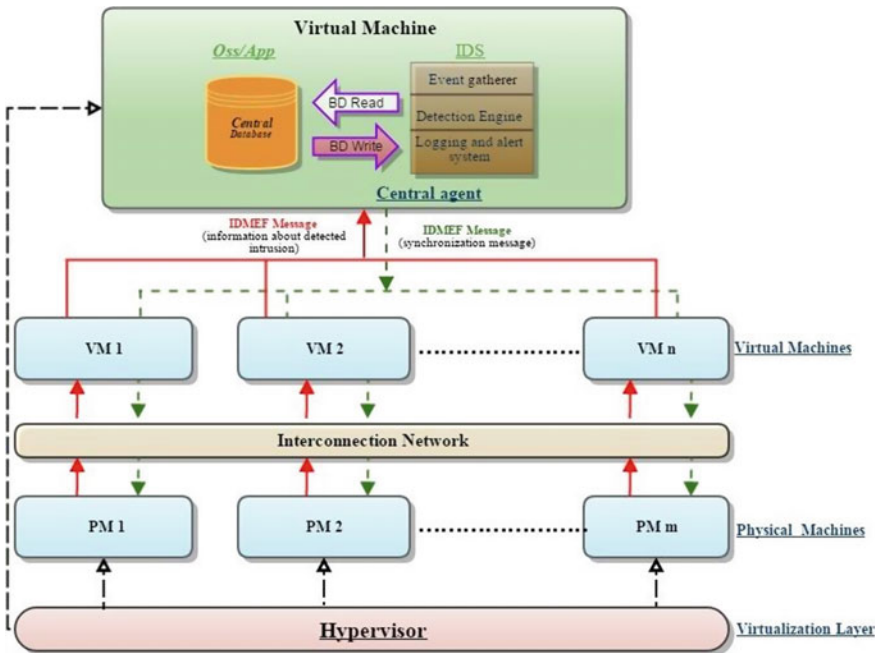 Virtual Machine
Oss/App
IDS
Central
Database
BD Read
BD Write
Event gatherer
Detection Engine
Logging and alert
system
Central agent
IDMEF Message
(information about detected
intrusion)
IDMEF Message
(synchronization message)
VM 1
VM 2
VM n
Virtual Machines
Interconnection Network
PM 1
PM 2
PM m
Physical Machines
Hypervisor
Virtualization Layer